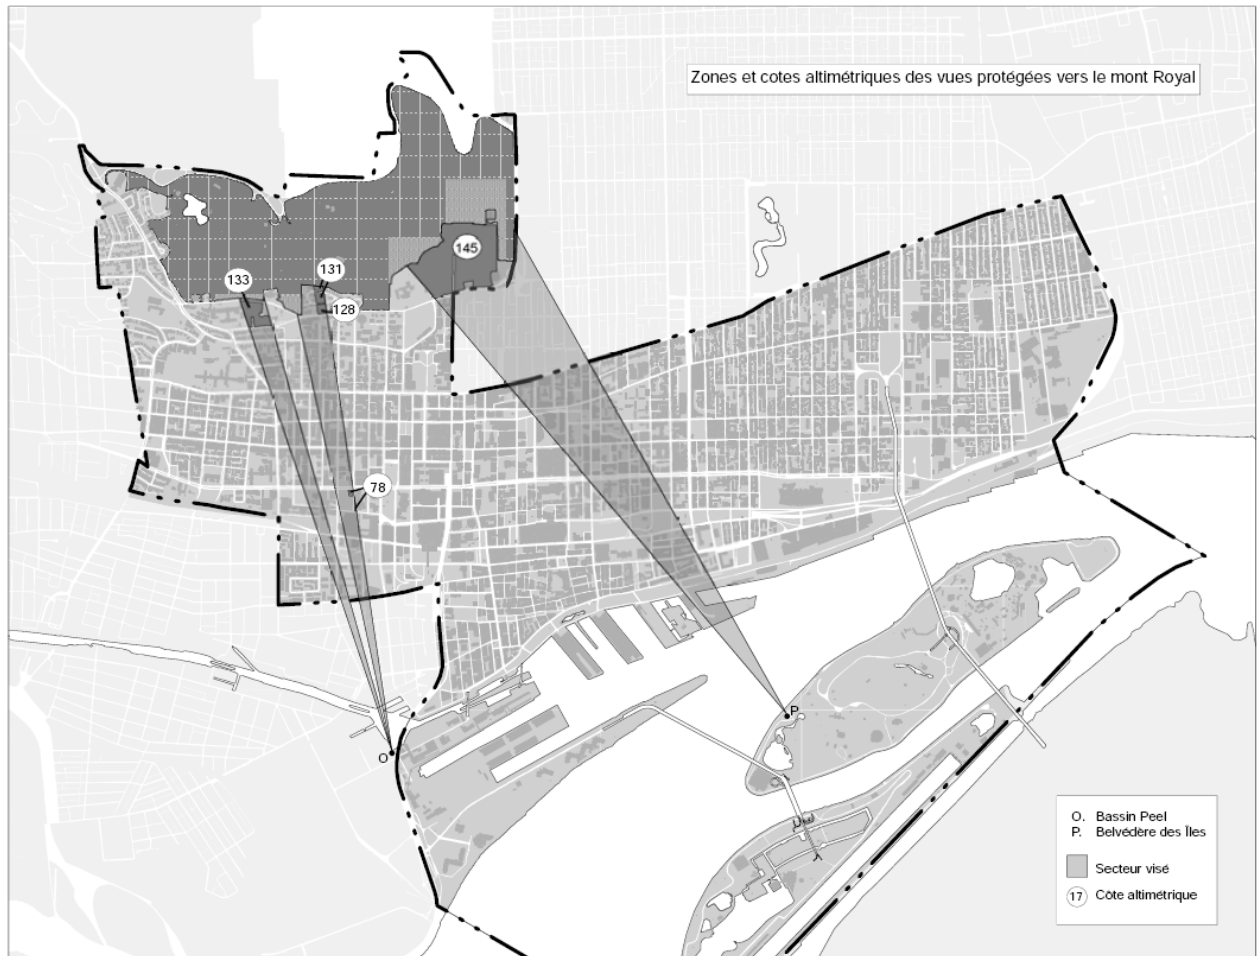 Zones et cotes altimétriques des vues protégées vers le mont Royal
145
131
133
128
78
P
O
O. Bassin Peel
P. Belvédère des Îles
Secteur visé
17 Côte altimétrique